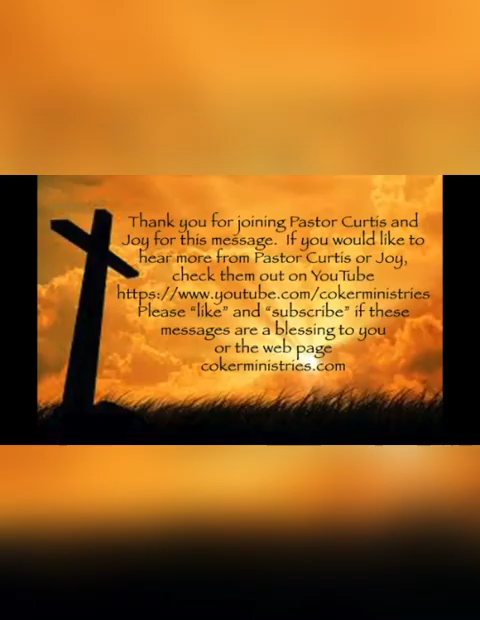 Thank you for joining Pastor Curtis and
Joy for this message. If you would like to
hear more from Pastor Curtis or Joy,
check them out on YouTube
https://www.youtube.com/cokerministries
Please “like” and “subscribe” if these
messages are a blessing to you
or the web page
cokerministries.com